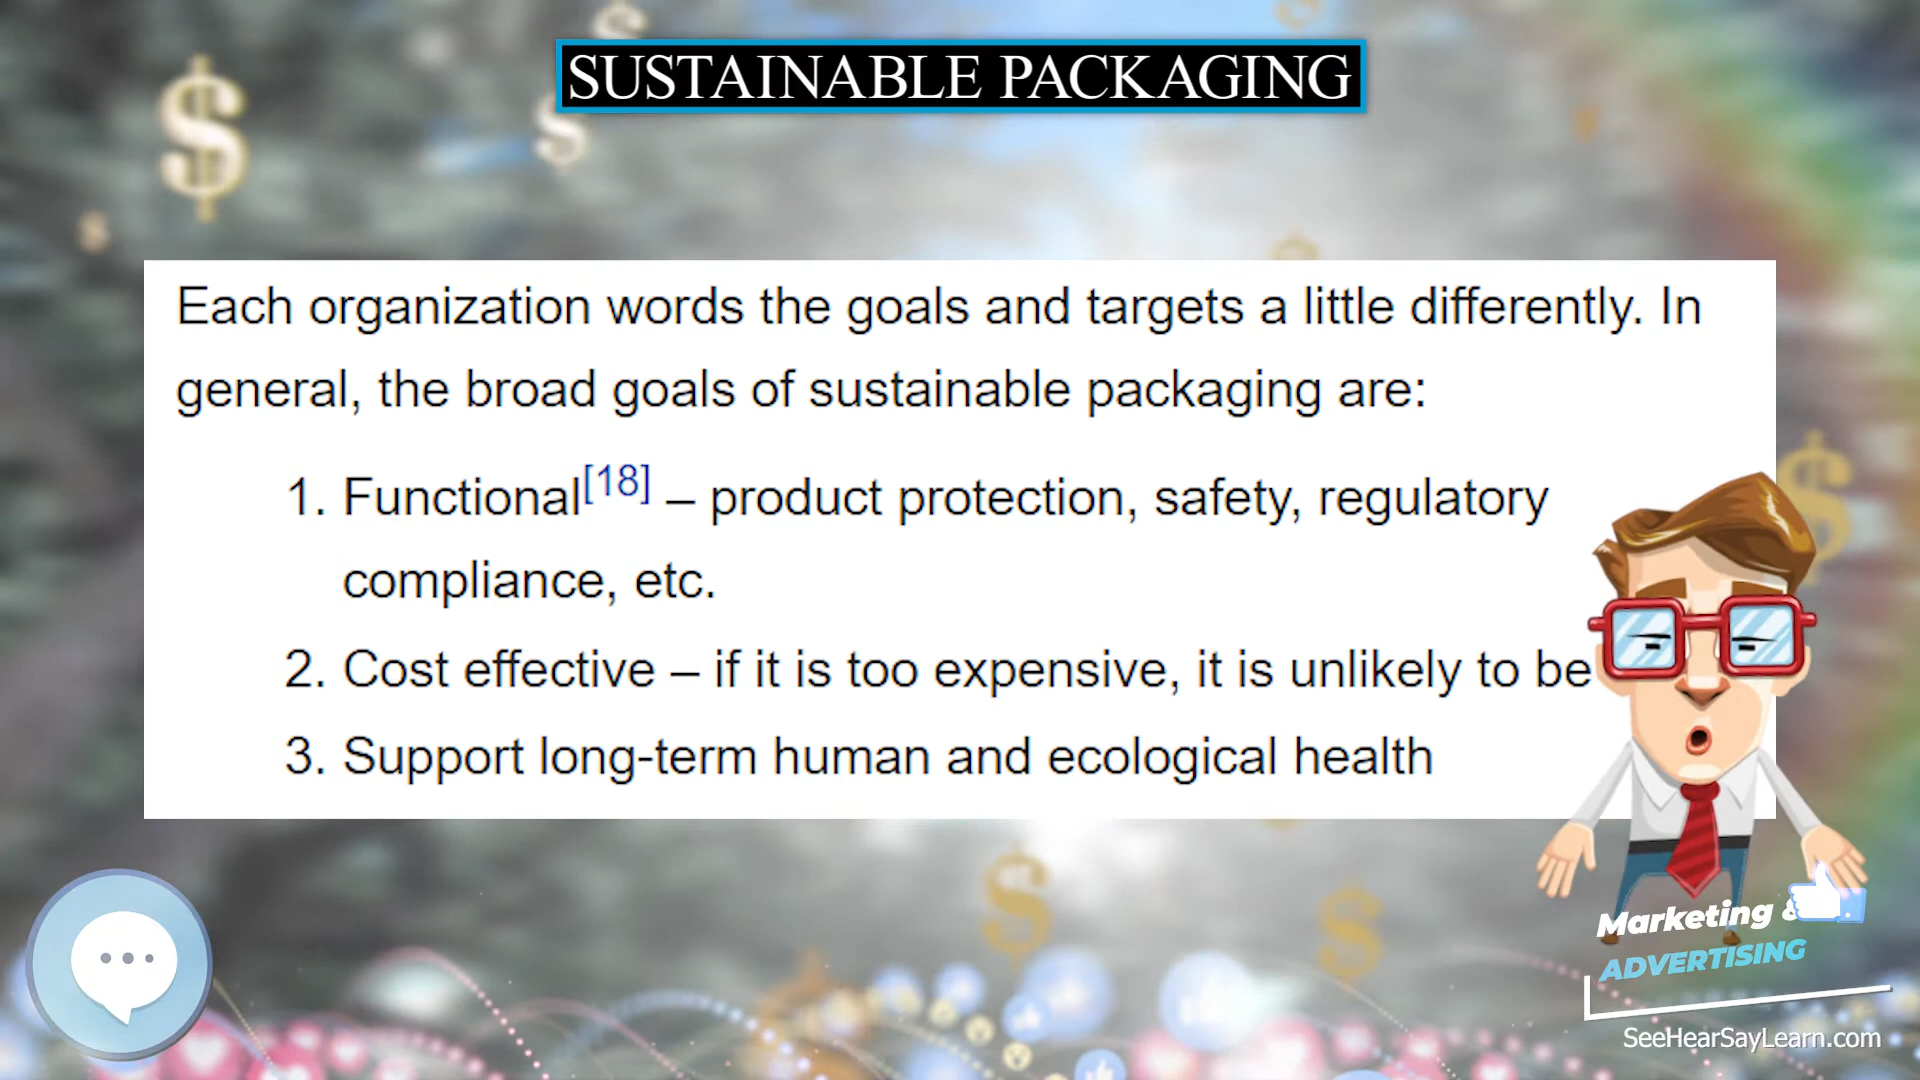 SUSTAINABLE PACKAGING
Each organization words the goals and targets a little differently. In
general, the broad goals of sustainable packaging are:
1. Functional[18] – product protection, safety, regulatory
compliance, etc.
2. Cost effective – if it is too expensive, it is unlikely to be
3. Support long-term human and ecological health
Marketing &
ADVERTISING
SeeHearSayLearn.com